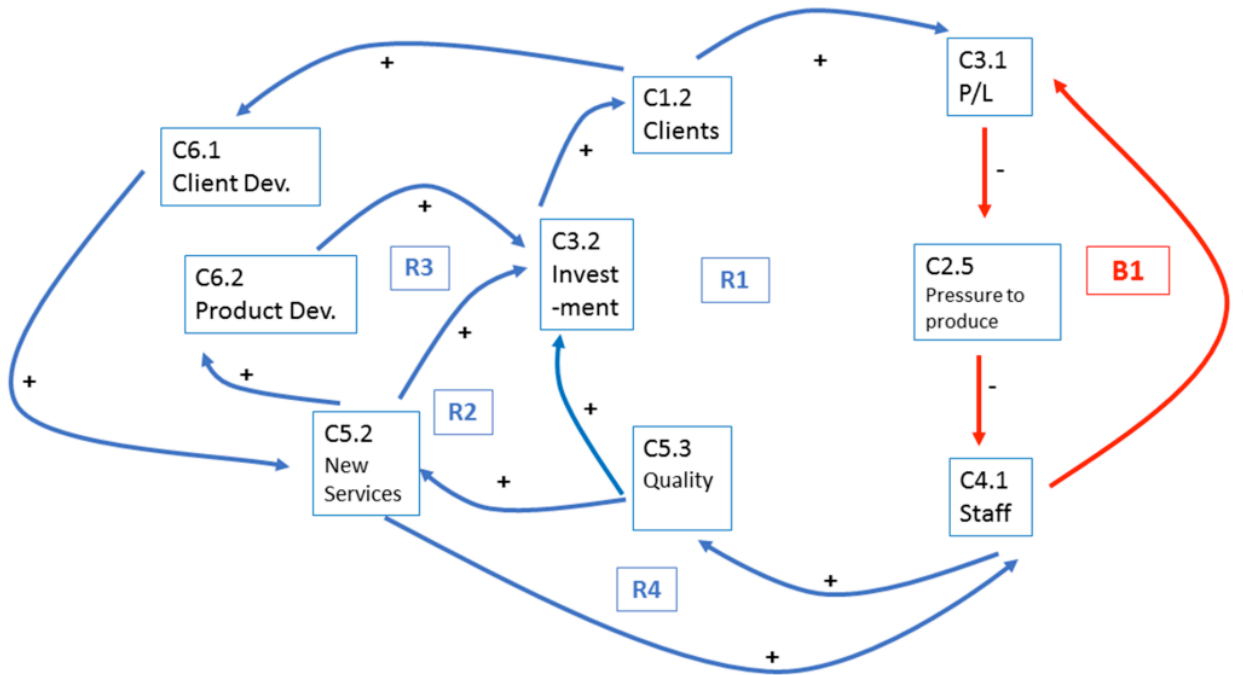 +
+
C3.1
P/L
C1.2
Clients
C6.1
Client Dev.
+
-
+
C3.2
Invest
-ment
R3
R1
C6.2
Product Dev.
C2.5
Pressure to
produce
B1
+
+
+
+
-
R2
C5.2
New
Services
C5.3
Quality
+
C4.1
Staff
R4
+
+